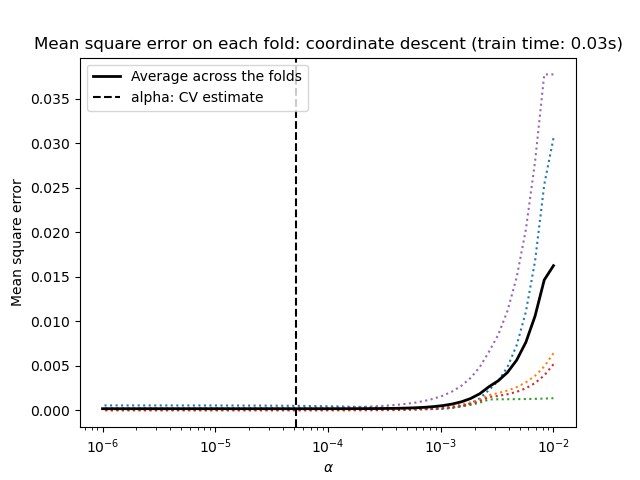 Mean square error on each fold: coordinate descent (train time: 0.03s)
Average across the folds
alpha: CV estimate
Mean square error
0.035
0.030
0.025
0.020
0.015
0.010
0.005
0.000
10⁻⁶
10⁻⁵
10⁻⁴
10⁻³
10⁻²
α